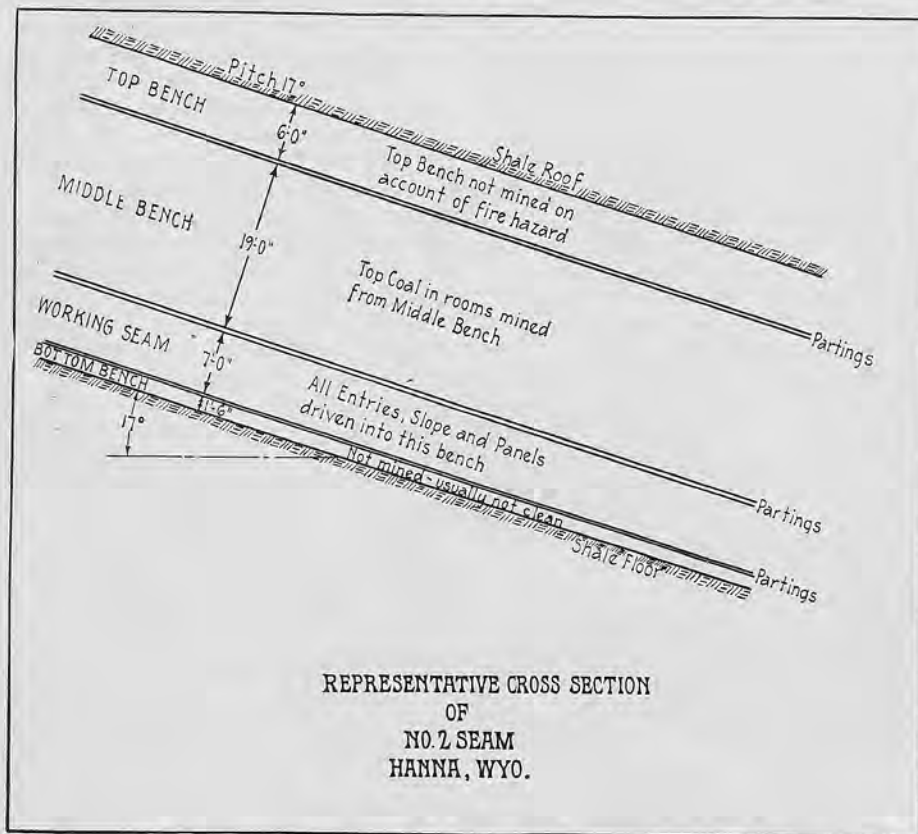 Pitch 17°
TOP BENCH
6'-0"
Shale Roof
Top Bench not mined on
account of fire hazard
MIDDLE BENCH
19'-0"
Top Coal in rooms mined
from Middle Bench
Partings
WORKING SEAM
7'-0"
All Entries, Slope and Panels
driven into this bench
Partings
BOTTOM BENCH
1'-6"
17°
Not mined - usually not clean
Shale Floor
Partings
REPRESENTATIVE CROSS SECTION
OF
NO. 2 SEAM
HANNA, WYO.